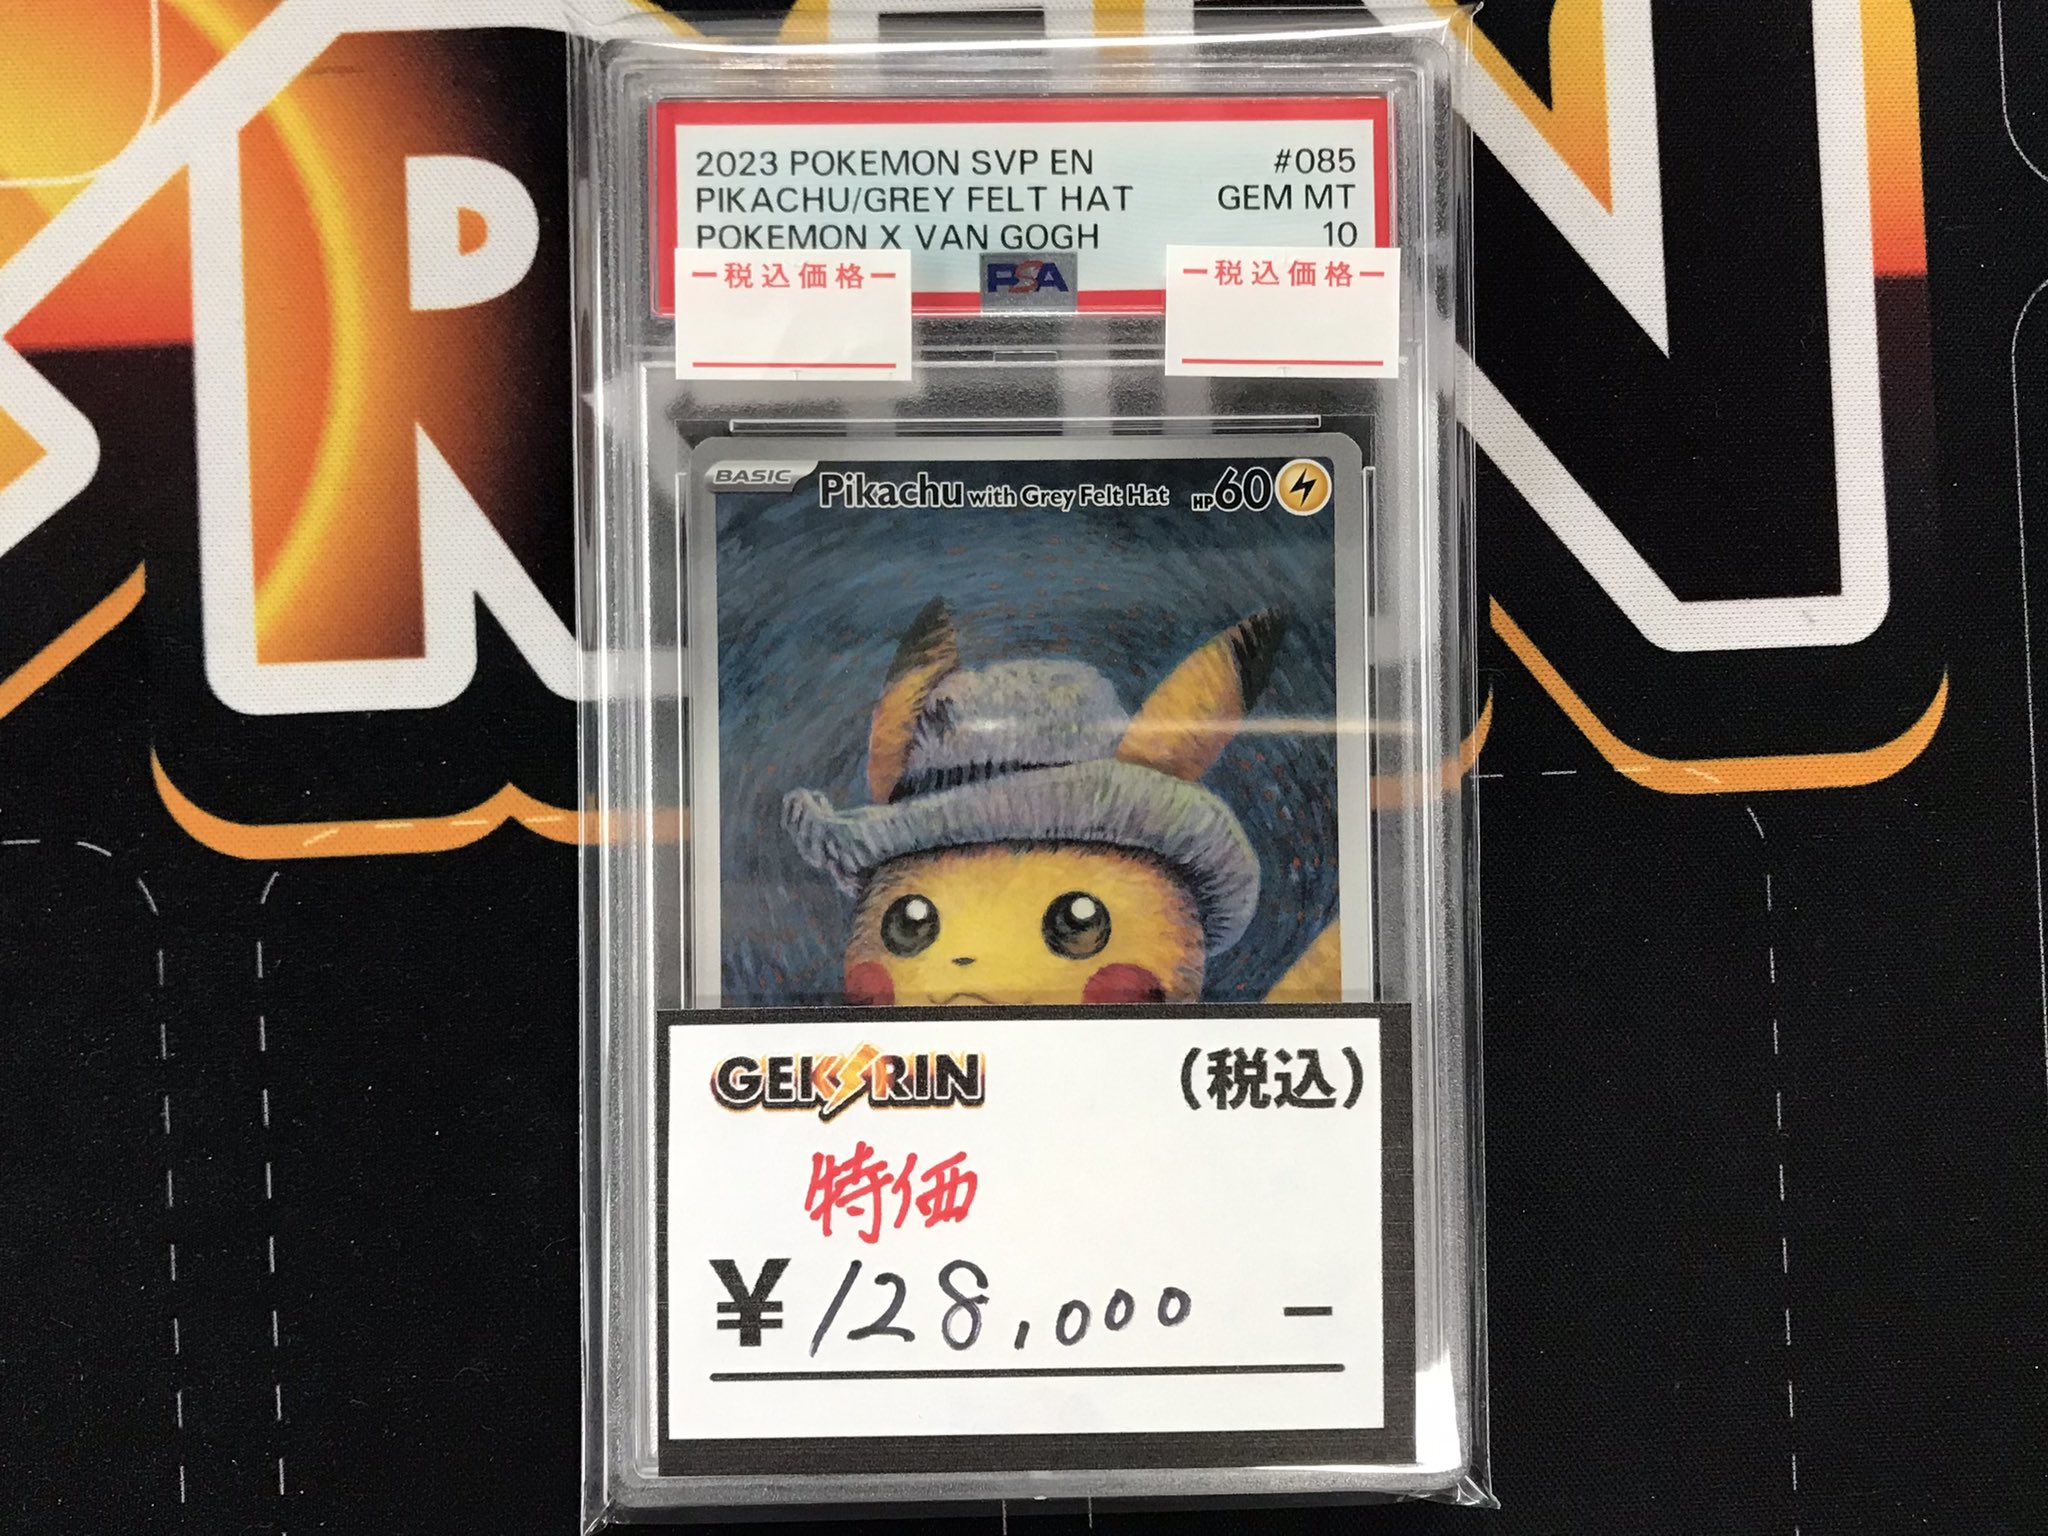 2023 POKEMON SVP EN #085
PIKACHU/GREY FELT HAT GEM MT
POKEMON X VAN GOGH 10
PSA
ー税込価格ー
ー税込価格ー
BASIC Pikachu with Grey Felt Hat HP60
GEKIRIN (税込)
特価
¥128,000 −